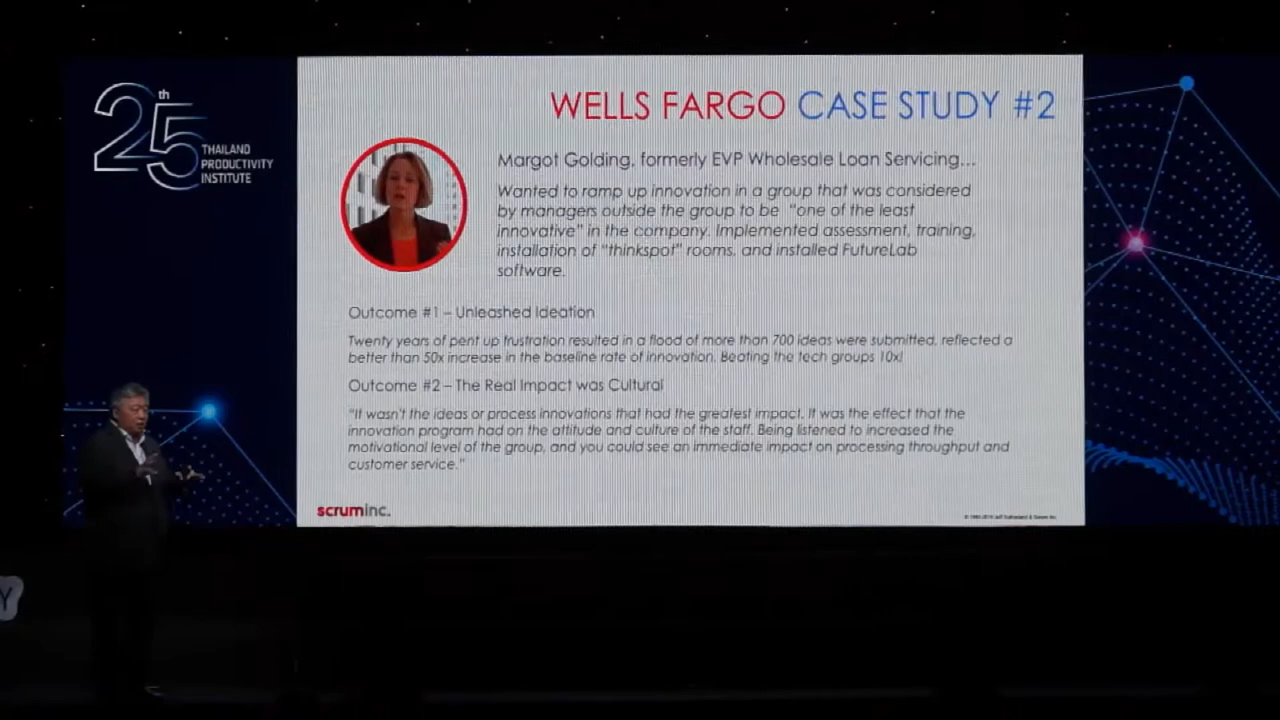 25th
THAILAND
PRODUCTIVITY
INSTITUTE
WELLS FARGO CASE STUDY #2
Margot Golding, formerly EVP Wholesale Loan Servicing...
Wanted to ramp up innovation in a group that was considered
by managers outside the group to be "one of the least
innovative" in the company. Implemented assessment, training,
installation of "thinkspot" rooms, and installed FutureLab
software.
Outcome #1 – Unleashed Ideation
Twenty years of pent up frustration resulted in a flood of more than 700 ideas were submitted, reflected a
better than 50x increase in the baseline rate of innovation. Beating the tech groups 10x!
Outcome #2 – The Real Impact was Cultural
"It wasn't the ideas or process innovations that had the greatest impact. It was the effect that the
innovation program had on the attitude and culture of the staff. Being listened to increased the
motivational level of the group, and you could see an immediate impact on processing throughput and
customer service."
scruminc.
Y